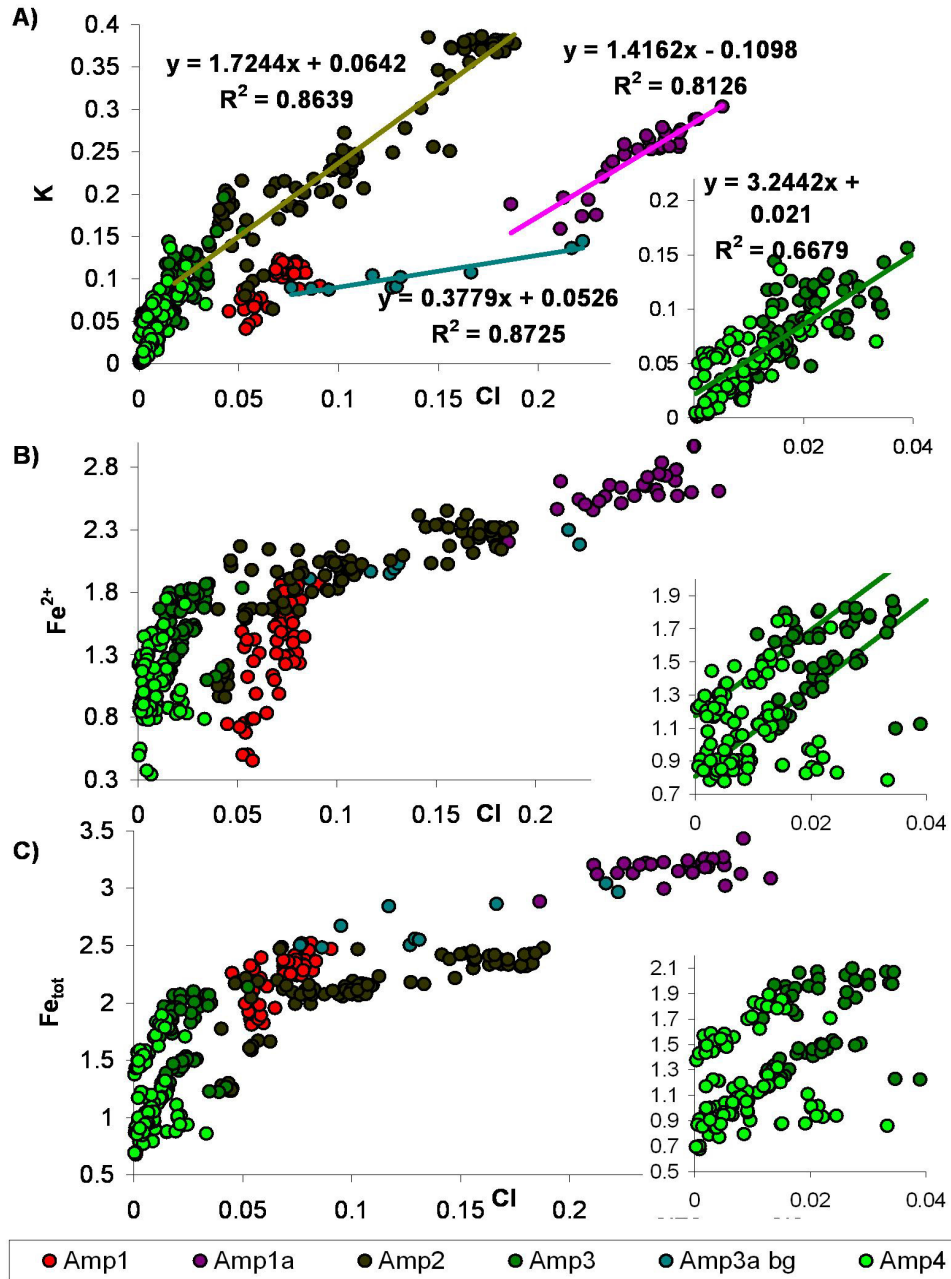 A)
K
0.4
0.35
0.3
0.25
0.2
0.15
0.1
0.05
0
y = 1.7244x + 0.0642
R² = 0.8639
y = 1.4162x - 0.1098
R² = 0.8126
y = 0.3779x + 0.0526
R² = 0.8725
0 0.05 0.1 0.15 Cl 0.2
0.2
0.15
0.1
0.05
0
y = 3.2442x +
0.021
R² = 0.6679
0.02 0.04
B)
Fe²⁺
2.8
2.3
1.8
1.3
0.8
0.3
0 0.05 0.1 0.15 Cl 0.2
1.9
1.7
1.5
1.3
1.1
0.9
0.7
0 0.02 0.04
C)
Fetot
3.5
3
2.5
2
1.5
1
0.5
0 0.05 0.1 0.15 Cl 0.2
2.1
1.9
1.7
1.5
1.3
1.1
0.9
0.7
0.5
0 0.02 0.04
Amp1 Amp1a Amp2 Amp3 Amp3a bg Amp4